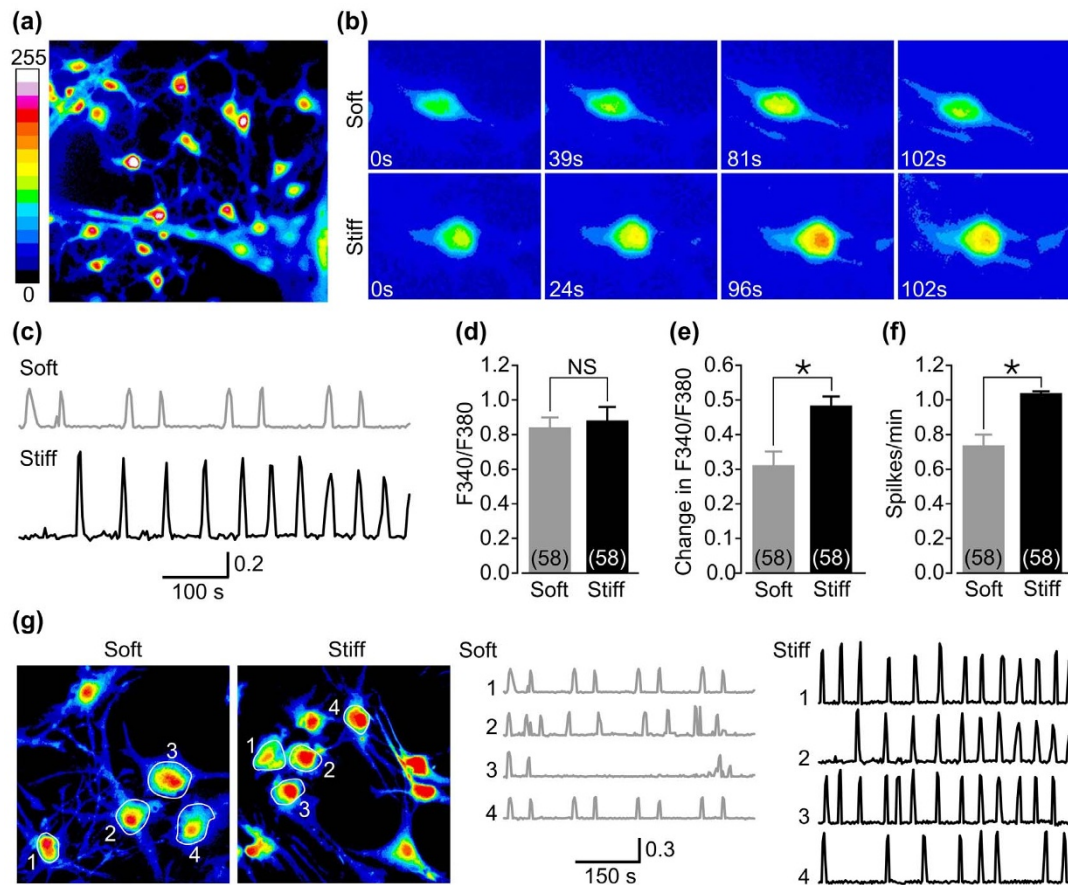 (a)
255
0
(b)
Soft
0s
39s
81s
102s
Stiff
0s
24s
96s
102s
(c)
Soft
Stiff
0.2
100 s
(d)
F340/F380
1.2
1.0
0.8
0.6
0.4
0.2
0.0
NS
(58)
(58)
Soft
Stiff
(e)
Change in F340/F380
0.6
0.5
0.4
0.3
0.2
0.1
0.0
*
(58)
(58)
Soft
Stiff
(f)
Spilkes/min
1.2
1.0
0.8
0.6
0.4
0.2
0.0
*
(58)
(58)
Soft
Stiff
(g)
Soft
1
2
3
4
Stiff
1
2
3
4
Soft
1
2
3
4
0.3
150 s
Stiff
1
2
3
4